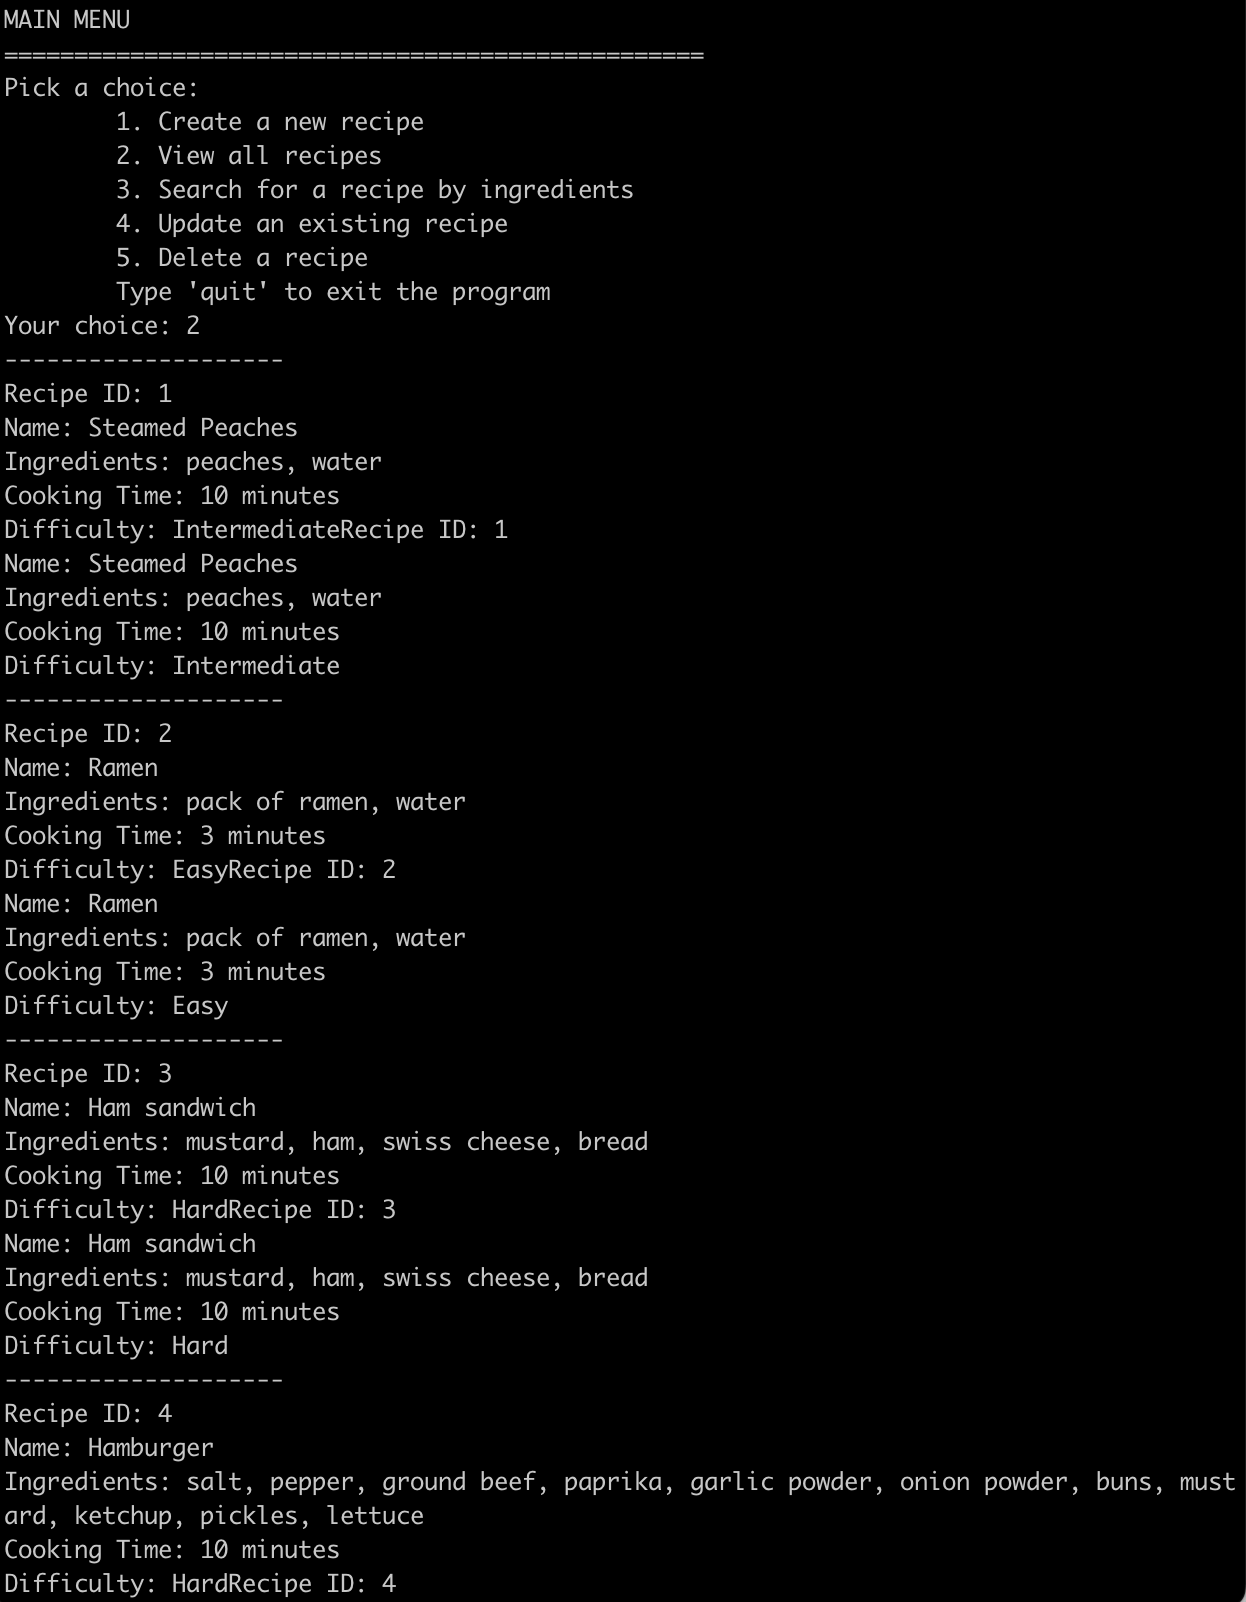 MAIN MENU
==================================================
Pick a choice:
        1. Create a new recipe
        2. View all recipes
        3. Search for a recipe by ingredients
        4. Update an existing recipe
        5. Delete a recipe
        Type 'quit' to exit the program
Your choice: 2
--------------------
Recipe ID: 1
Name: Steamed Peaches
Ingredients: peaches, water
Cooking Time: 10 minutes
Difficulty: IntermediateRecipe ID: 1
Name: Steamed Peaches
Ingredients: peaches, water
Cooking Time: 10 minutes
Difficulty: Intermediate
--------------------
Recipe ID: 2
Name: Ramen
Ingredients: pack of ramen, water
Cooking Time: 3 minutes
Difficulty: EasyRecipe ID: 2
Name: Ramen
Ingredients: pack of ramen, water
Cooking Time: 3 minutes
Difficulty: Easy
--------------------
Recipe ID: 3
Name: Ham sandwich
Ingredients: mustard, ham, swiss cheese, bread
Cooking Time: 10 minutes
Difficulty: HardRecipe ID: 3
Name: Ham sandwich
Ingredients: mustard, ham, swiss cheese, bread
Cooking Time: 10 minutes
Difficulty: Hard
--------------------
Recipe ID: 4
Name: Hamburger
Ingredients: salt, pepper, ground beef, paprika, garlic powder, onion powder, buns, must
ard, ketchup, pickles, lettuce
Cooking Time: 10 minutes
Difficulty: HardRecipe ID: 4